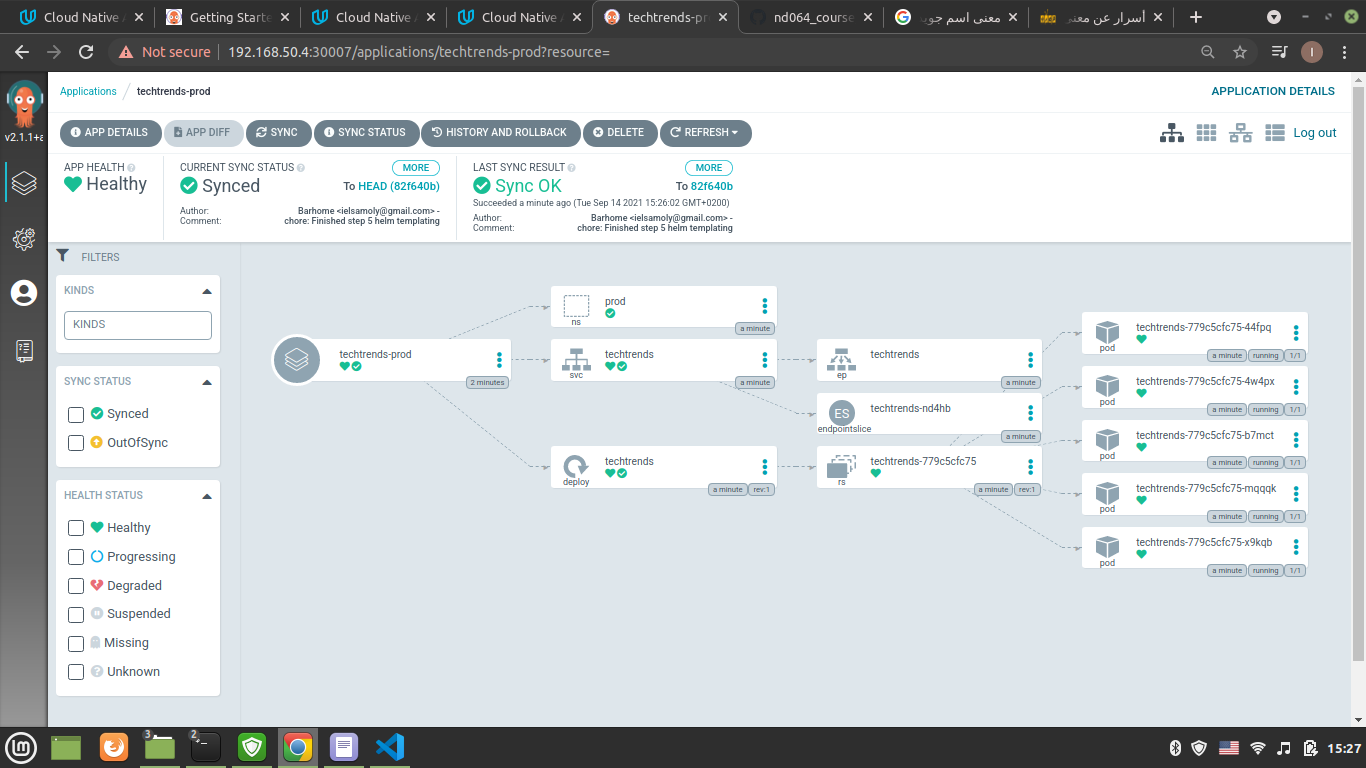 Cloud Native A
Getting Starte
Cloud Native A
Cloud Native A
techtrends-pr
nd064_course
معنى اسم جويد
أسرار عن معنى
Not secure
192.168.50.4:30007/applications/techtrends-prod?resource=
I
v2.1.1+a
Applications / techtrends-prod
APPLICATION DETAILS
APP DETAILS
APP DIFF
SYNC
SYNC STATUS
HISTORY AND ROLLBACK
DELETE
REFRESH
Log out
APP HEALTH
Healthy
CURRENT SYNC STATUS
MORE
Synced
To HEAD (82f640b)
Author: Barhome <ielsamoly@gmail.com> -
Comment: chore: Finished step 5 helm templating
LAST SYNC RESULT
MORE
Sync OK
To 82f640b
Succeeded a minute ago (Tue Sep 14 2021 15:26:02 GMT+0200)
Author: Barhome <ielsamoly@gmail.com> -
Comment: chore: Finished step 5 helm templating
FILTERS
KINDS
KINDS
SYNC STATUS
Synced
OutOfSync
HEALTH STATUS
Healthy
Progressing
Degraded
Suspended
Missing
Unknown
techtrends-prod
2 minutes
prod
ns
a minute
techtrends
svc
a minute
techtrends
deploy
a minute rev:1
techtrends
ep
a minute
ES
techtrends-nd4hb
endpointslice
a minute
techtrends-779c5cfc75
rs
a minute rev:1
techtrends-779c5cfc75-44fpq
pod
a minute running 1/1
techtrends-779c5cfc75-4w4px
pod
a minute running 1/1
techtrends-779c5cfc75-b7mct
pod
a minute running 1/1
techtrends-779c5cfc75-mqqqk
pod
a minute running 1/1
techtrends-779c5cfc75-x9kqb
pod
a minute running 1/1
3
2
15:27